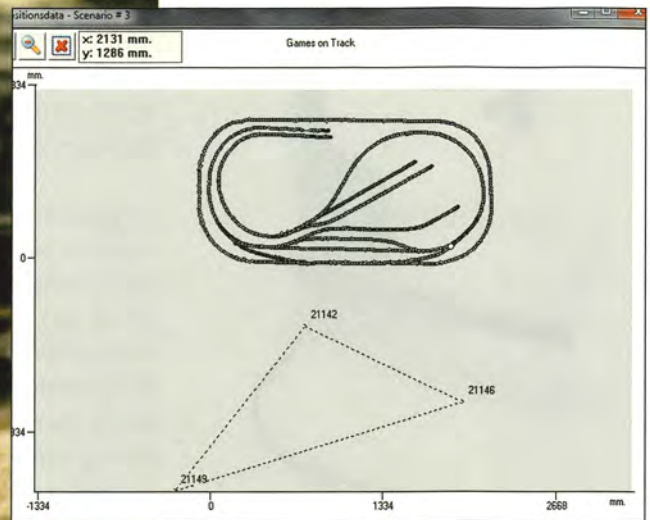 sitionsdata - Scenario # 3
x: 2131 mm.
y: 1286 mm.
Games on Track
mm.
334
0
21142
21146
334
21149
-1334
0
1334
2668
mm.